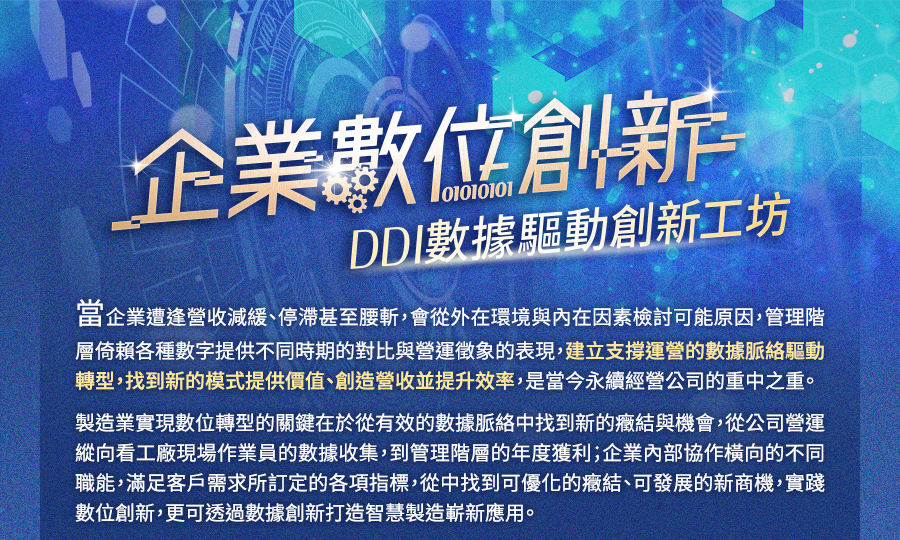 企業數位創新
01010101
DDI數據驅動創新工坊
當企業遭逢營收減緩、停滯甚至腰斬，會從外在環境與內在因素檢討可能原因，管理階
層倚賴各種數字提供不同時期的對比與營運徵象的表現，建立支撐運營的數據脈絡驅動
轉型，找到新的模式提供價值、創造營收並提升效率，是當今永續經營公司的重中之重。
製造業實現數位轉型的關鍵在於從有效的數據脈絡中找到新的癥結與機會，從公司營運
縱向看工廠現場作業員的數據收集，到管理階層的年度獲利；企業內部協作橫向的不同
職能，滿足客戶需求所訂定的各項指標，從中找到可優化的癥結、可發展的新商機，實踐
數位創新，更可透過數據創新打造智慧製造嶄新應用。